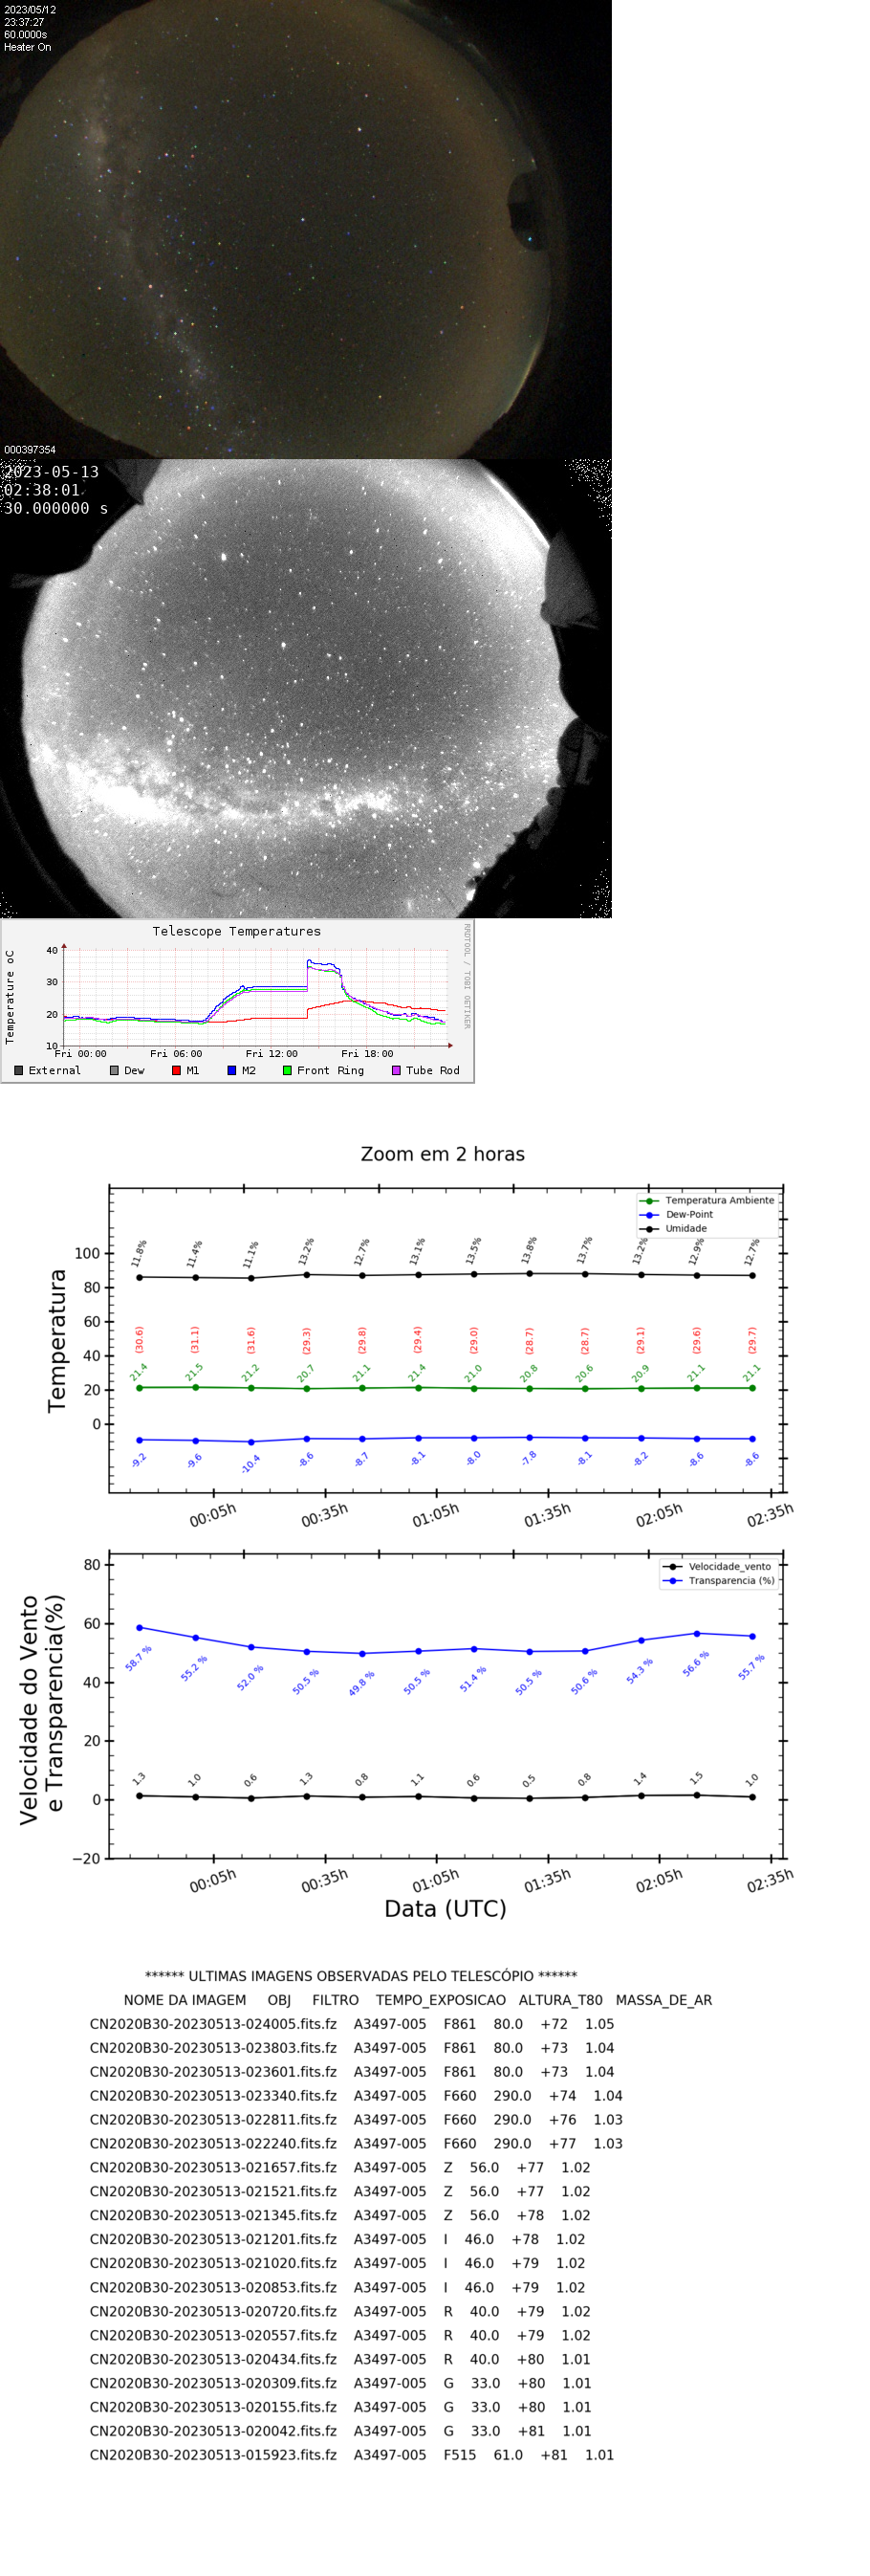 2023/05/12
23:37:27
60.0000s
Heater On
000397354
2023-05-13
02:38:01
30.000000 s
Telescope Temperatures
RRDTOOL / TOBI OETIKER
Temperature oC
40
30
20
10
Fri 00:00 Fri 06:00 Fri 12:00 Fri 18:00
External Dew M1 M2 Front Ring Tube Rod
Zoom em 2 horas
Temperatura Ambiente
Dew-Point
Umidade
Temperatura
100
80
60
40
20
0
11.8% 11.4% 11.1% 13.2% 12.7% 13.1% 13.5% 13.8% 13.7% 13.2% 12.9% 12.7%
(30.6) (31.1) (31.6) (29.3) (29.8) (29.4) (29.0) (28.7) (28.7) (29.1) (29.6) (29.7)
21.4 21.5 21.2 20.7 21.1 21.4 21.0 20.8 20.6 20.9 21.1 21.1
-9.2 -9.6 -10.4 -8.6 -8.7 -8.1 -8.0 -7.8 -8.1 -8.2 -8.6 -8.6
00:05h 00:35h 01:05h 01:35h 02:05h 02:35h
Velocidade_vento
Transparencia (%)
Velocidade do Vento
e Transparencia(%)
80
60
40
20
0
−20
58.7 % 55.2 % 52.0 % 50.5 % 49.8 % 50.5 % 51.4 % 50.5 % 50.6 % 54.3 % 56.6 % 55.7 %
1.3 1.0 0.6 1.3 0.8 1.1 0.6 0.5 0.8 1.4 1.5 1.0
00:05h 00:35h 01:05h 01:35h 02:05h 02:35h
Data (UTC)
****** ULTIMAS IMAGENS OBSERVADAS PELO TELESCÓPIO ******
NOME DA IMAGEM OBJ FILTRO TEMPO_EXPOSICAO ALTURA_T80 MASSA_DE_AR
CN2020B30-20230513-024005.fits.fz A3497-005 F861 80.0 +72 1.05
CN2020B30-20230513-023803.fits.fz A3497-005 F861 80.0 +73 1.04
CN2020B30-20230513-023601.fits.fz A3497-005 F861 80.0 +73 1.04
CN2020B30-20230513-023340.fits.fz A3497-005 F660 290.0 +74 1.04
CN2020B30-20230513-022811.fits.fz A3497-005 F660 290.0 +76 1.03
CN2020B30-20230513-022240.fits.fz A3497-005 F660 290.0 +77 1.03
CN2020B30-20230513-021657.fits.fz A3497-005 Z 56.0 +77 1.02
CN2020B30-20230513-021521.fits.fz A3497-005 Z 56.0 +77 1.02
CN2020B30-20230513-021345.fits.fz A3497-005 Z 56.0 +78 1.02
CN2020B30-20230513-021201.fits.fz A3497-005 I 46.0 +78 1.02
CN2020B30-20230513-021020.fits.fz A3497-005 I 46.0 +79 1.02
CN2020B30-20230513-020853.fits.fz A3497-005 I 46.0 +79 1.02
CN2020B30-20230513-020720.fits.fz A3497-005 R 40.0 +79 1.02
CN2020B30-20230513-020557.fits.fz A3497-005 R 40.0 +79 1.02
CN2020B30-20230513-020434.fits.fz A3497-005 R 40.0 +80 1.01
CN2020B30-20230513-020309.fits.fz A3497-005 G 33.0 +80 1.01
CN2020B30-20230513-020155.fits.fz A3497-005 G 33.0 +80 1.01
CN2020B30-20230513-020042.fits.fz A3497-005 G 33.0 +81 1.01
CN2020B30-20230513-015923.fits.fz A3497-005 F515 61.0 +81 1.01